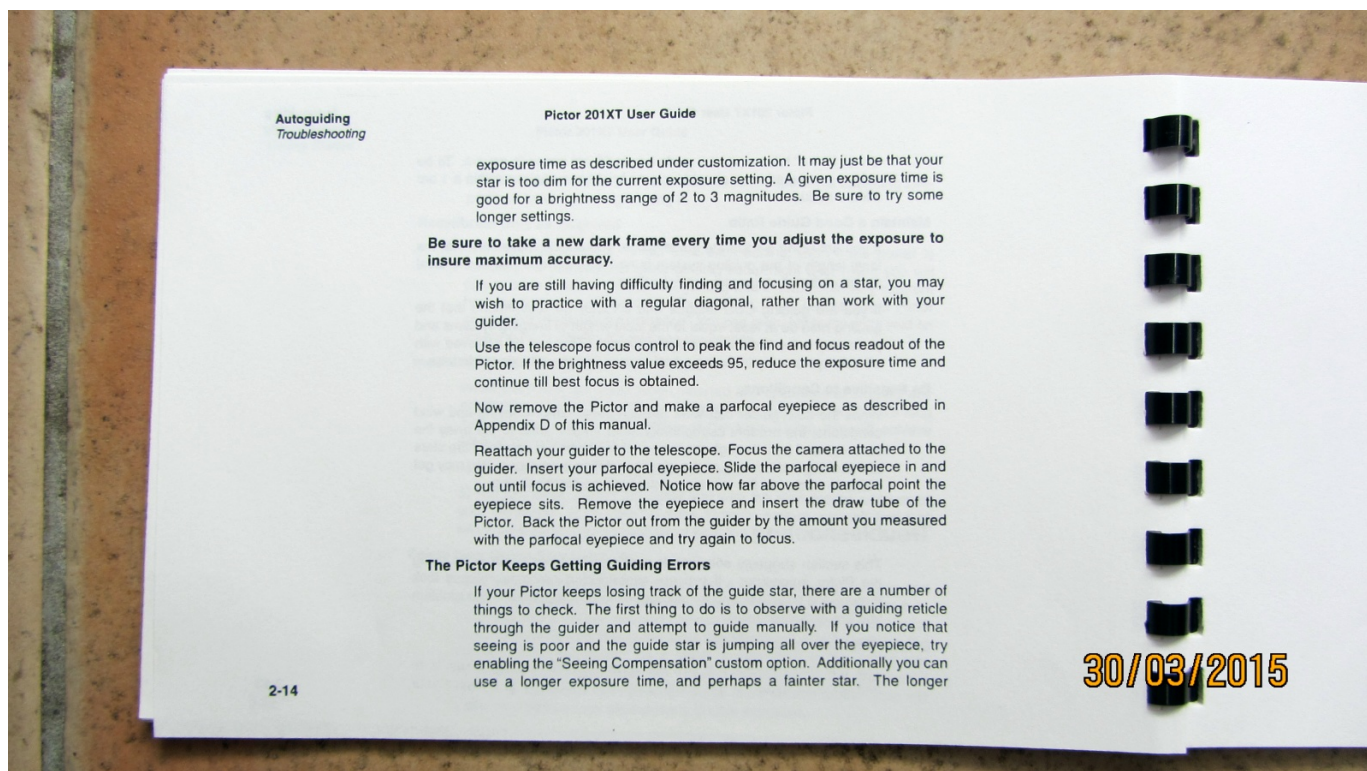 Autoguiding
Troubleshooting
Pictor 201XT User Guide
exposure time as described under customization. It may just be that your
star is too dim for the current exposure setting. A given exposure time is
good for a brightness range of 2 to 3 magnitudes. Be sure to try some
longer settings.
Be sure to take a new dark frame every time you adjust the exposure to
insure maximum accuracy.
If you are still having difficulty finding and focusing on a star, you may
wish to practice with a regular diagonal, rather than work with your
guider.
Use the telescope focus control to peak the find and focus readout of the
Pictor. If the brightness value exceeds 95, reduce the exposure time and
continue till best focus is obtained.
Now remove the Pictor and make a parfocal eyepiece as described in
Appendix D of this manual.
Reattach your guider to the telescope. Focus the camera attached to the
guider. Insert your parfocal eyepiece. Slide the parfocal eyepiece in and
out until focus is achieved. Notice how far above the parfocal point the
eyepiece sits. Remove the eyepiece and insert the draw tube of the
Pictor. Back the Pictor out from the guider by the amount you measured
with the parfocal eyepiece and try again to focus.
The Pictor Keeps Getting Guiding Errors
If your Pictor keeps losing track of the guide star, there are a number of
things to check. The first thing to do is to observe with a guiding reticle
through the guider and attempt to guide manually. If you notice that
seeing is poor and the guide star is jumping all over the eyepiece, try
enabling the “Seeing Compensation” custom option. Additionally you can
use a longer exposure time, and perhaps a fainter star. The longer
2-14
30/03/2015